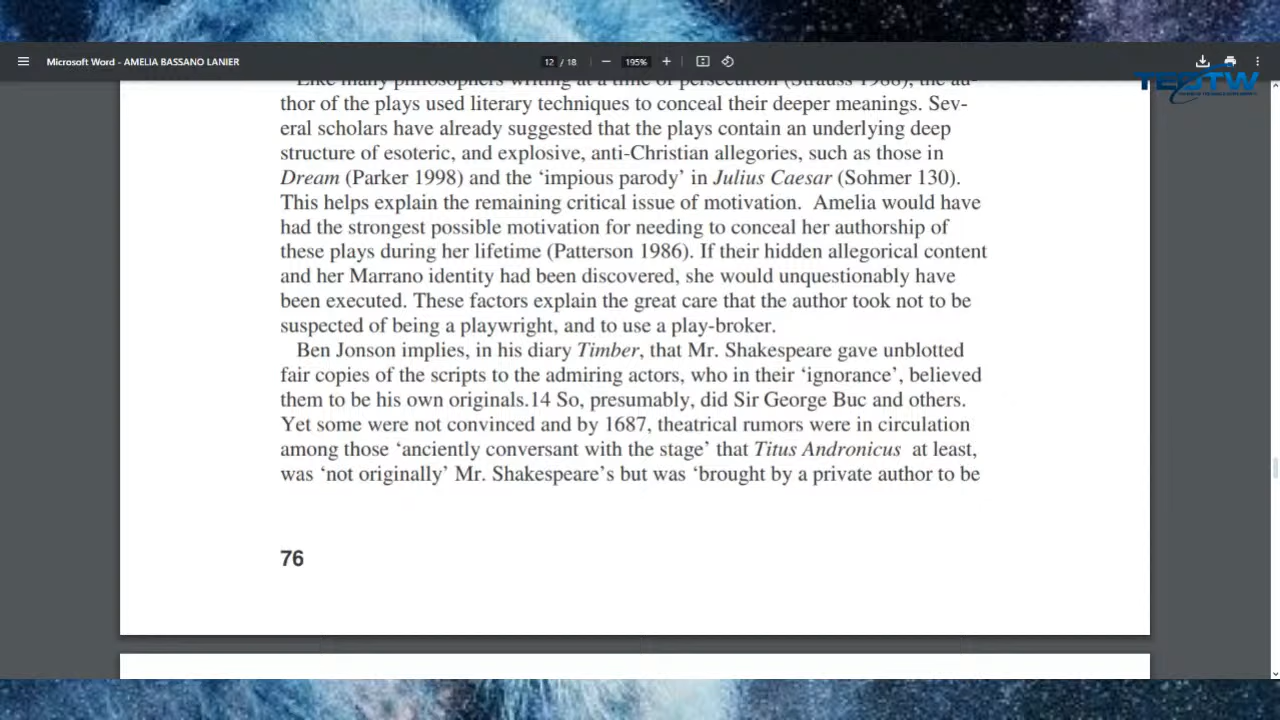 Microsoft Word - AMELIA BASSANO LANIER
12 / 18
195%
thor of the plays used literary techniques to conceal their deeper meanings. Sev-
eral scholars have already suggested that the plays contain an underlying deep
structure of esoteric, and explosive, anti-Christian allegories, such as those in
Dream (Parker 1998) and the ‘impious parody’ in Julius Caesar (Sohmer 130).
This helps explain the remaining critical issue of motivation. Amelia would have
had the strongest possible motivation for needing to conceal her authorship of
these plays during her lifetime (Patterson 1986). If their hidden allegorical content
and her Marrano identity had been discovered, she would unquestionably have
been executed. These factors explain the great care that the author took not to be
suspected of being a playwright, and to use a play-broker.
Ben Jonson implies, in his diary Timber, that Mr. Shakespeare gave unblotted
fair copies of the scripts to the admiring actors, who in their ‘ignorance’, believed
them to be his own originals.14 So, presumably, did Sir George Buc and others.
Yet some were not convinced and by 1687, theatrical rumors were in circulation
among those ‘anciently conversant with the stage’ that Titus Andronicus at least,
was ‘not originally’ Mr. Shakespeare’s but was ‘brought by a private author to be
76